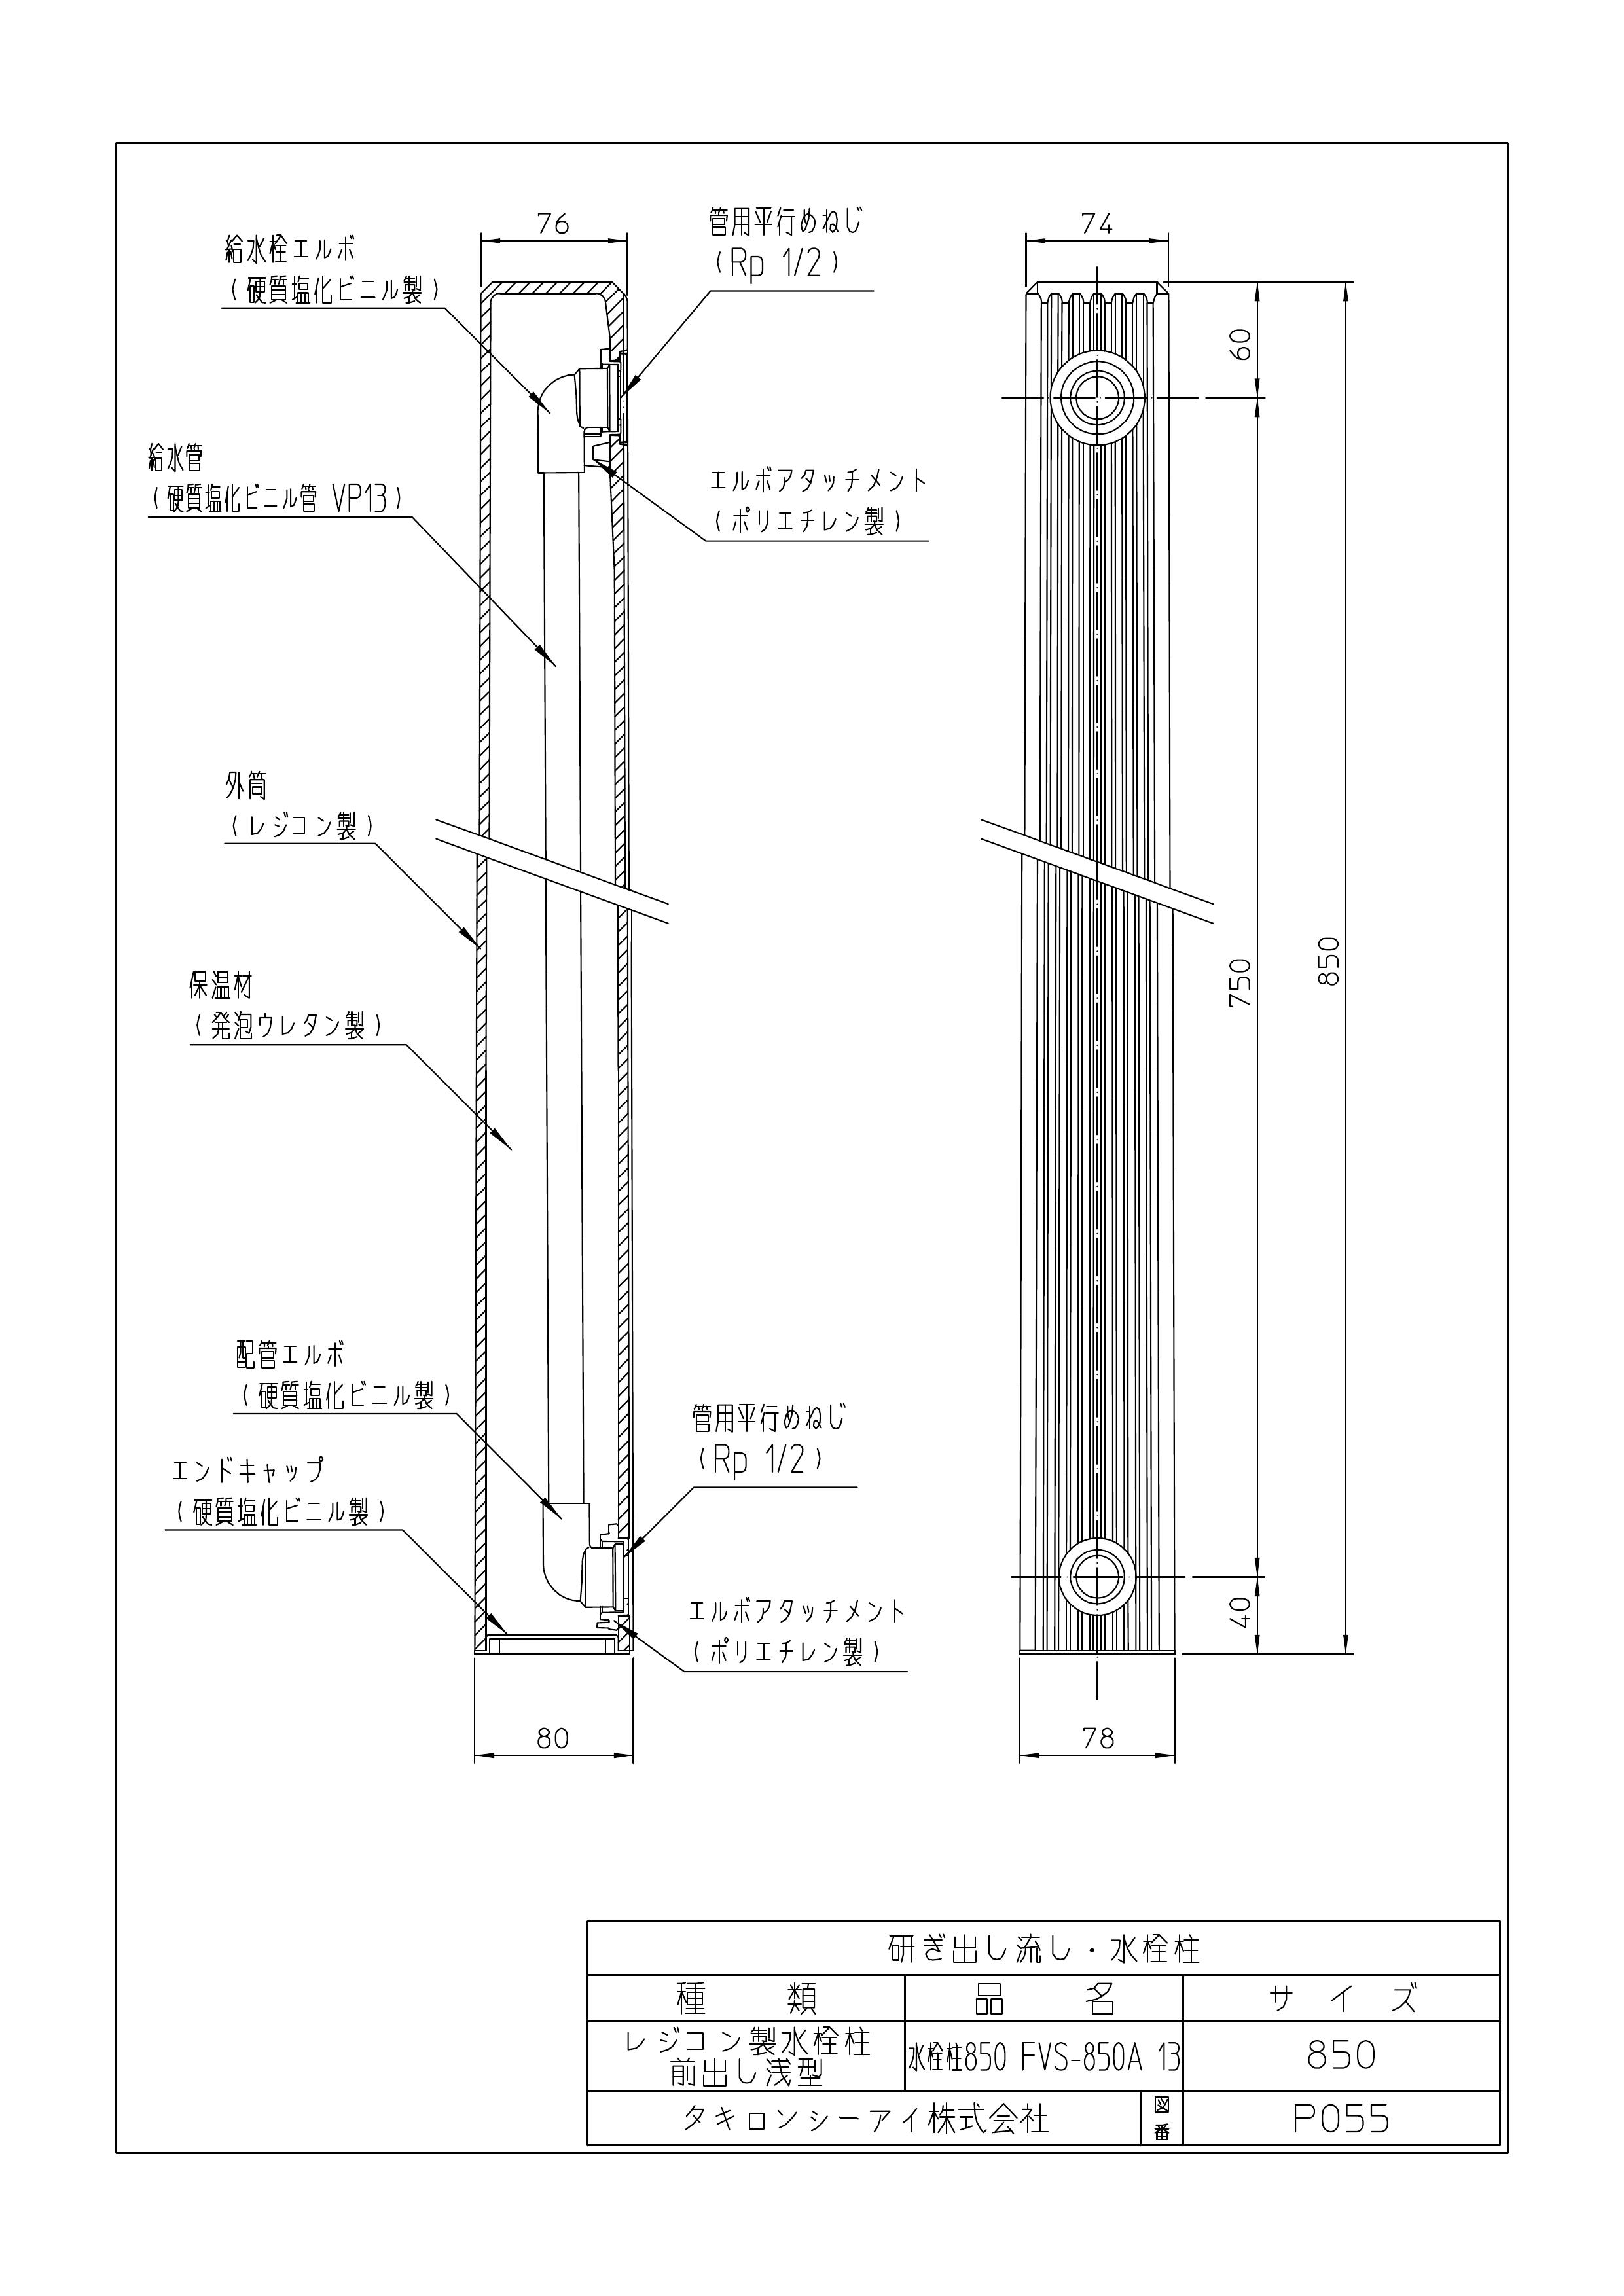 76
管用平行めねじ
（Rp 1/2）
74
給水栓エルボ
（硬質塩化ビニル製）
60
給水管
（硬質塩化ビニル管 VP13）
エルボアタッチメント
（ポリエチレン製）
外筒
（レジコン製）
750
850
保温材
（発泡ウレタン製）
配管エルボ
（硬質塩化ビニル製）
管用平行めねじ
（Rp 1/2）
エンドキャップ
（硬質塩化ビニル製）
エルボアタッチメント
（ポリエチレン製）
40
80
78
研ぎ出し流し・水栓柱
種　類
品　名
サ イ ズ
レジコン製水栓柱
前出し浅型
水栓柱850 FVS-850A 13
850
タキロンシーアイ株式会社
図
番
P055